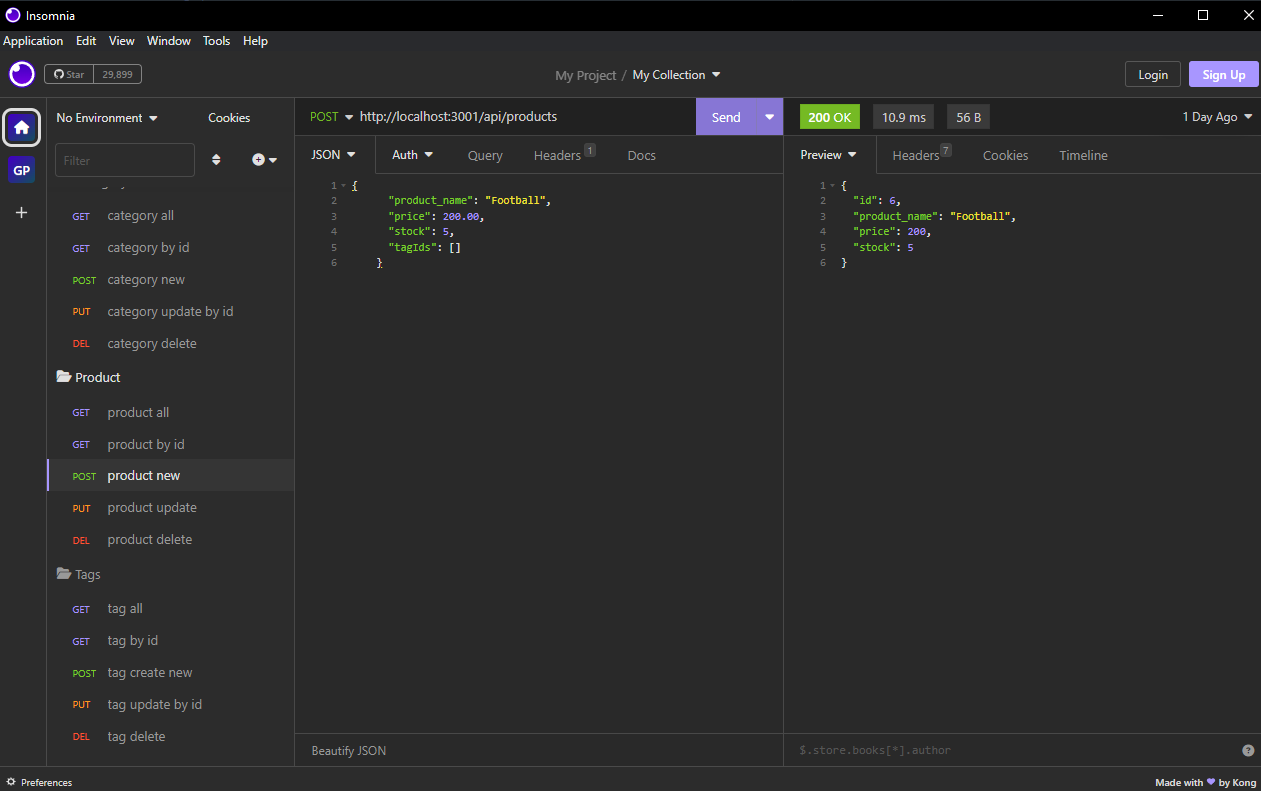 Insomnia
Application Edit View Window Tools Help
Star 29,899
My Project / My Collection
Login Sign Up
GP
No Environment Cookies
Filter
category all
GET category all
GET category by id
POST category new
PUT category update by id
DEL category delete
Product
GET product all
GET product by id
POST product new
PUT product update
DEL product delete
Tags
GET tag all
GET tag by id
POST tag create new
PUT tag update by id
DEL tag delete
POST http://localhost:3001/api/products Send
JSON Auth Query Headers 1 Docs
1 {
2 "product_name": "Football",
3 "price": 200.00,
4 "stock": 5,
5 "tagIds": []
6 }
Beautify JSON
200 OK 10.9 ms 56 B 1 Day Ago
Preview Headers 7 Cookies Timeline
1 {
2 "id": 6,
3 "product_name": "Football",
4 "price": 200,
5 "stock": 5
6 }
$.store.books[*].author
Preferences
Made with by Kong